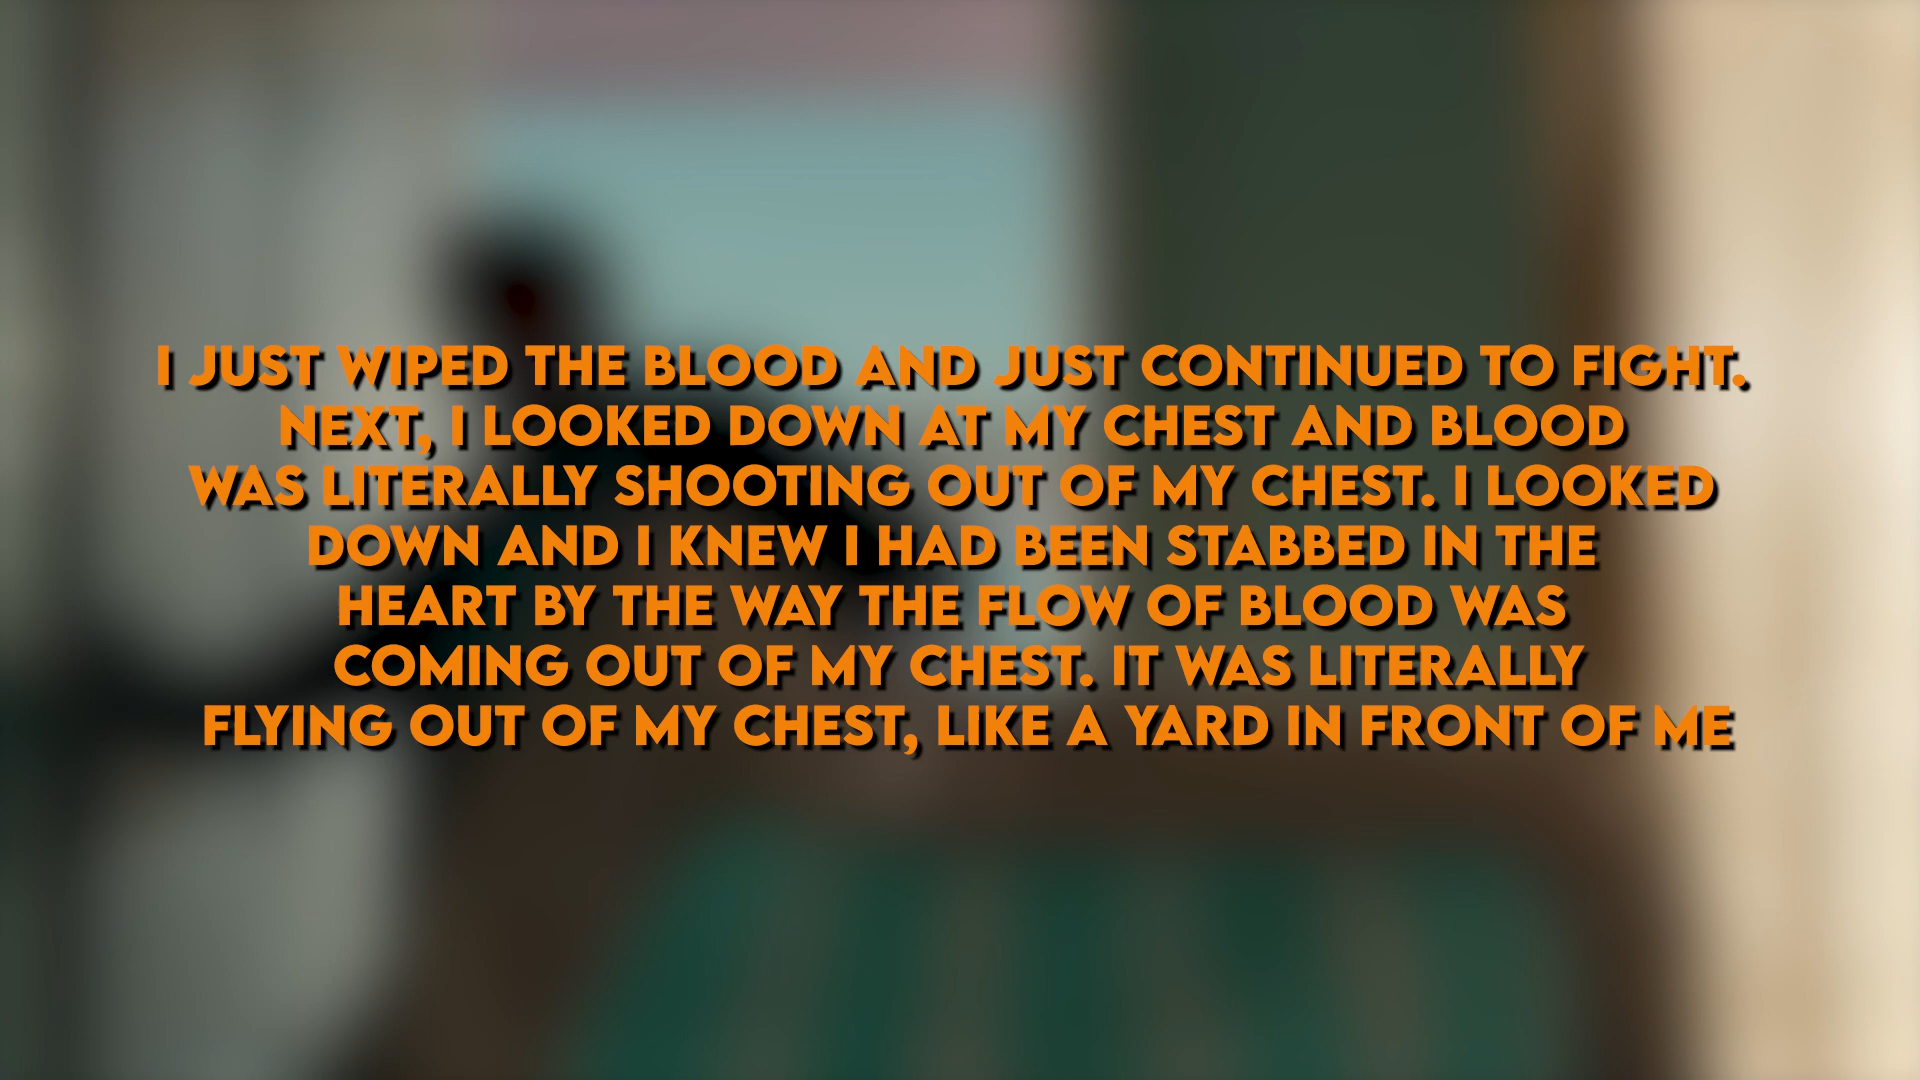 I JUST WIPED THE BLOOD AND JUST CONTINUED TO FIGHT.
NEXT, I LOOKED DOWN AT MY CHEST AND BLOOD
WAS LITERALLY SHOOTING OUT OF MY CHEST. I LOOKED
DOWN AND I KNEW I HAD BEEN STABBED IN THE
HEART BY THE WAY THE FLOW OF BLOOD WAS
COMING OUT OF MY CHEST. IT WAS LITERALLY
FLYING OUT OF MY CHEST, LIKE A YARD IN FRONT OF ME